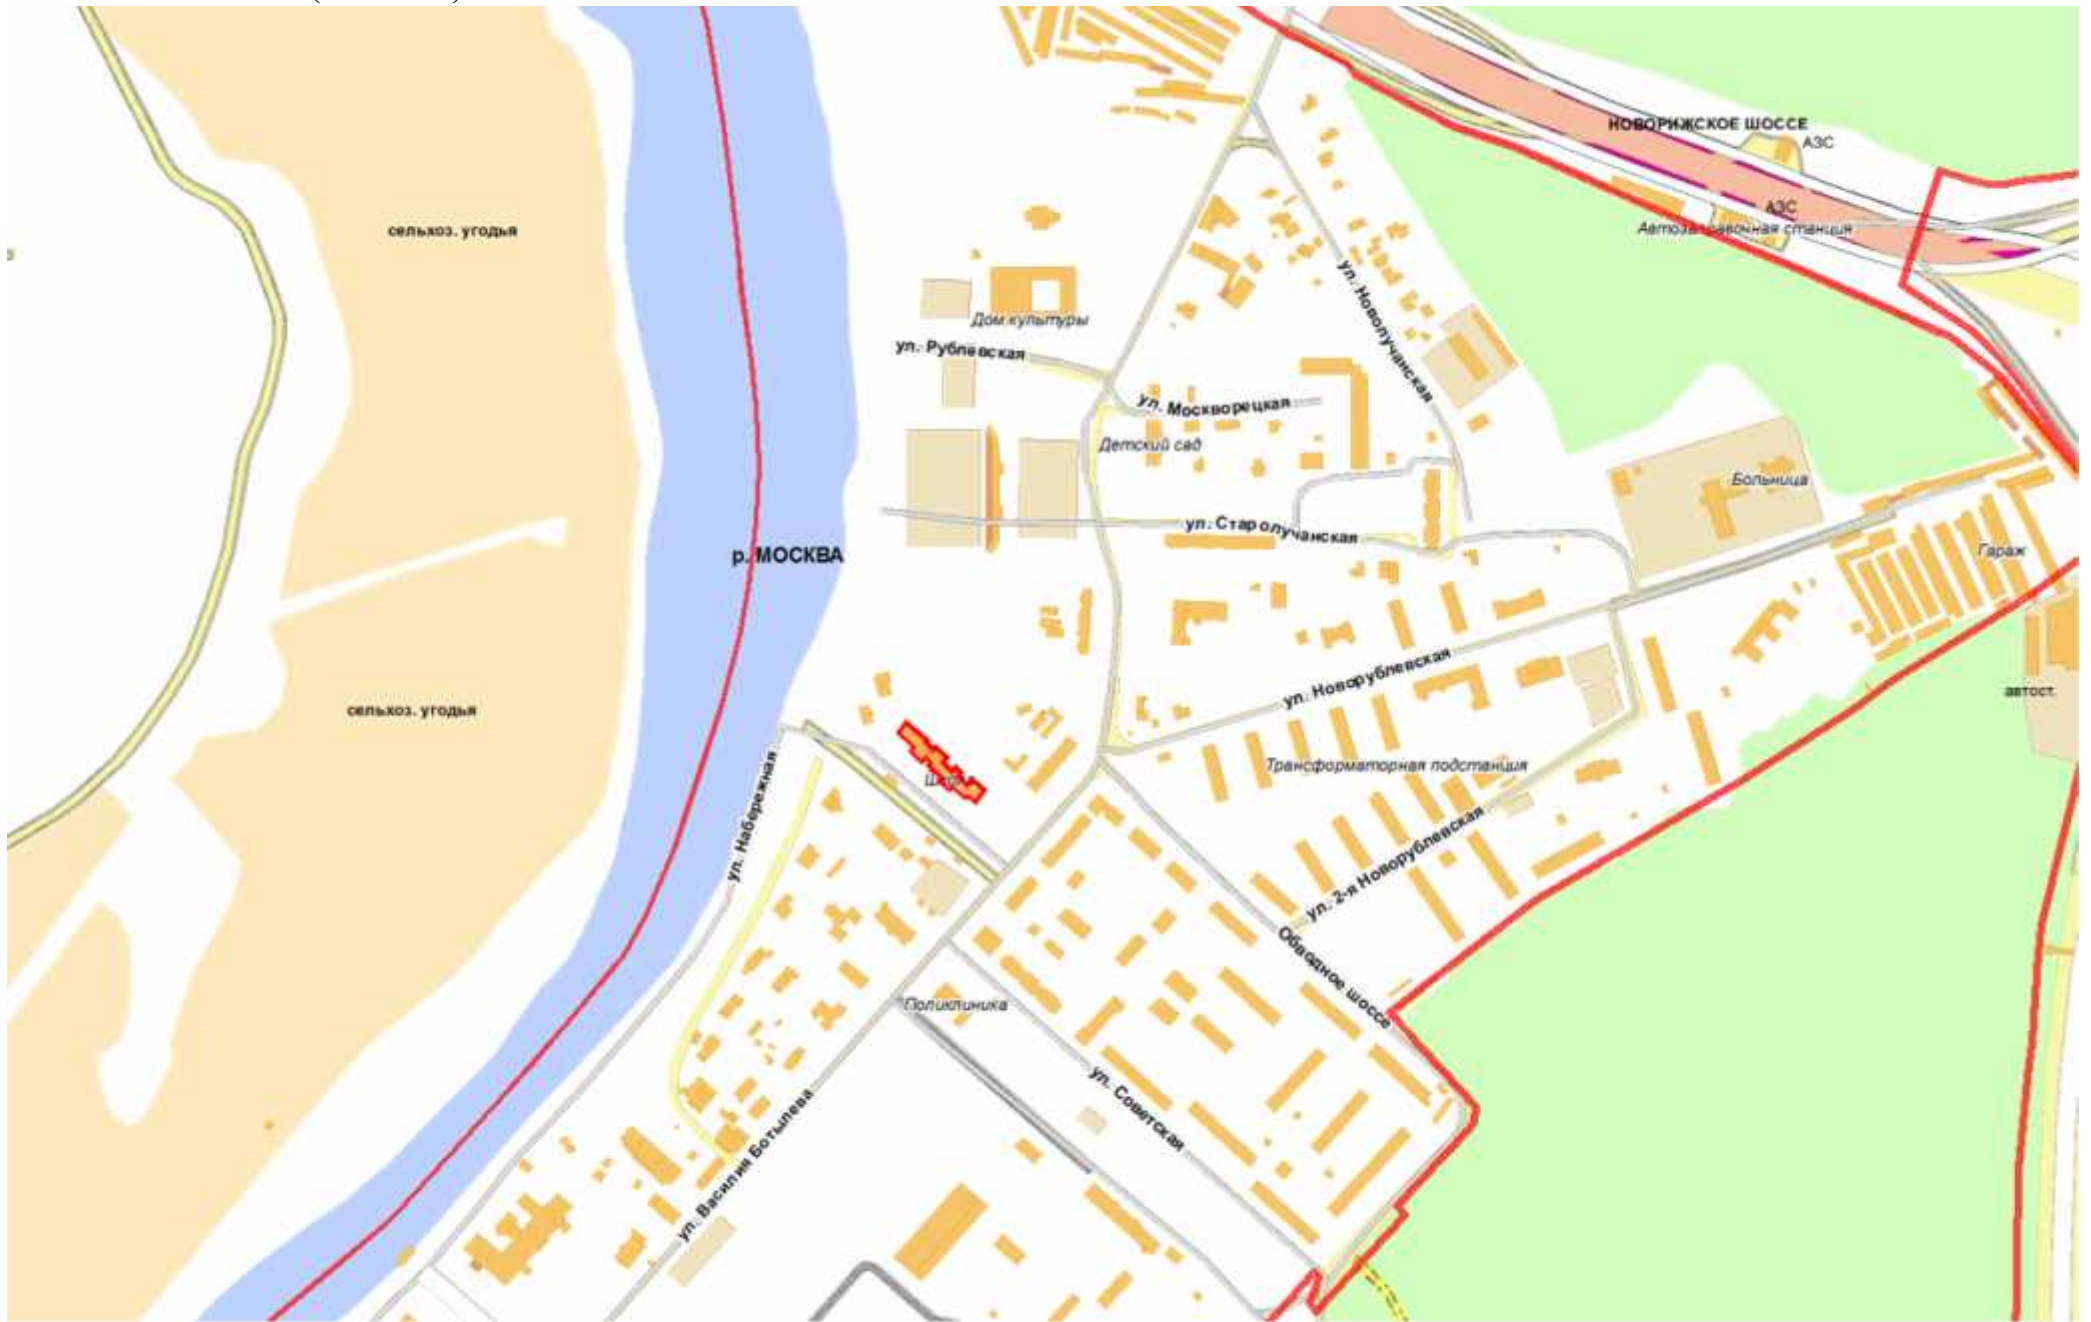 НОВОРИЖСКОЕ ШОССЕ
АЗС
АЗС
Автозаправочная станция
сельхоз. угодья
ул. Новолучанская
Дом культуры
ул. Рублевская
ул. Москворецкая
Детский сад
Больница
ул. Старолучанская
р. МОСКВА
Гараж
ул. Новорублевская
автост.
сельхоз. угодья
Трансформаторная подстанция
ул. Набережная
ул. 2-я Новорублевская
Обводное шоссе
Поликлиника
ул. Советская
ул. Василия Ботылева